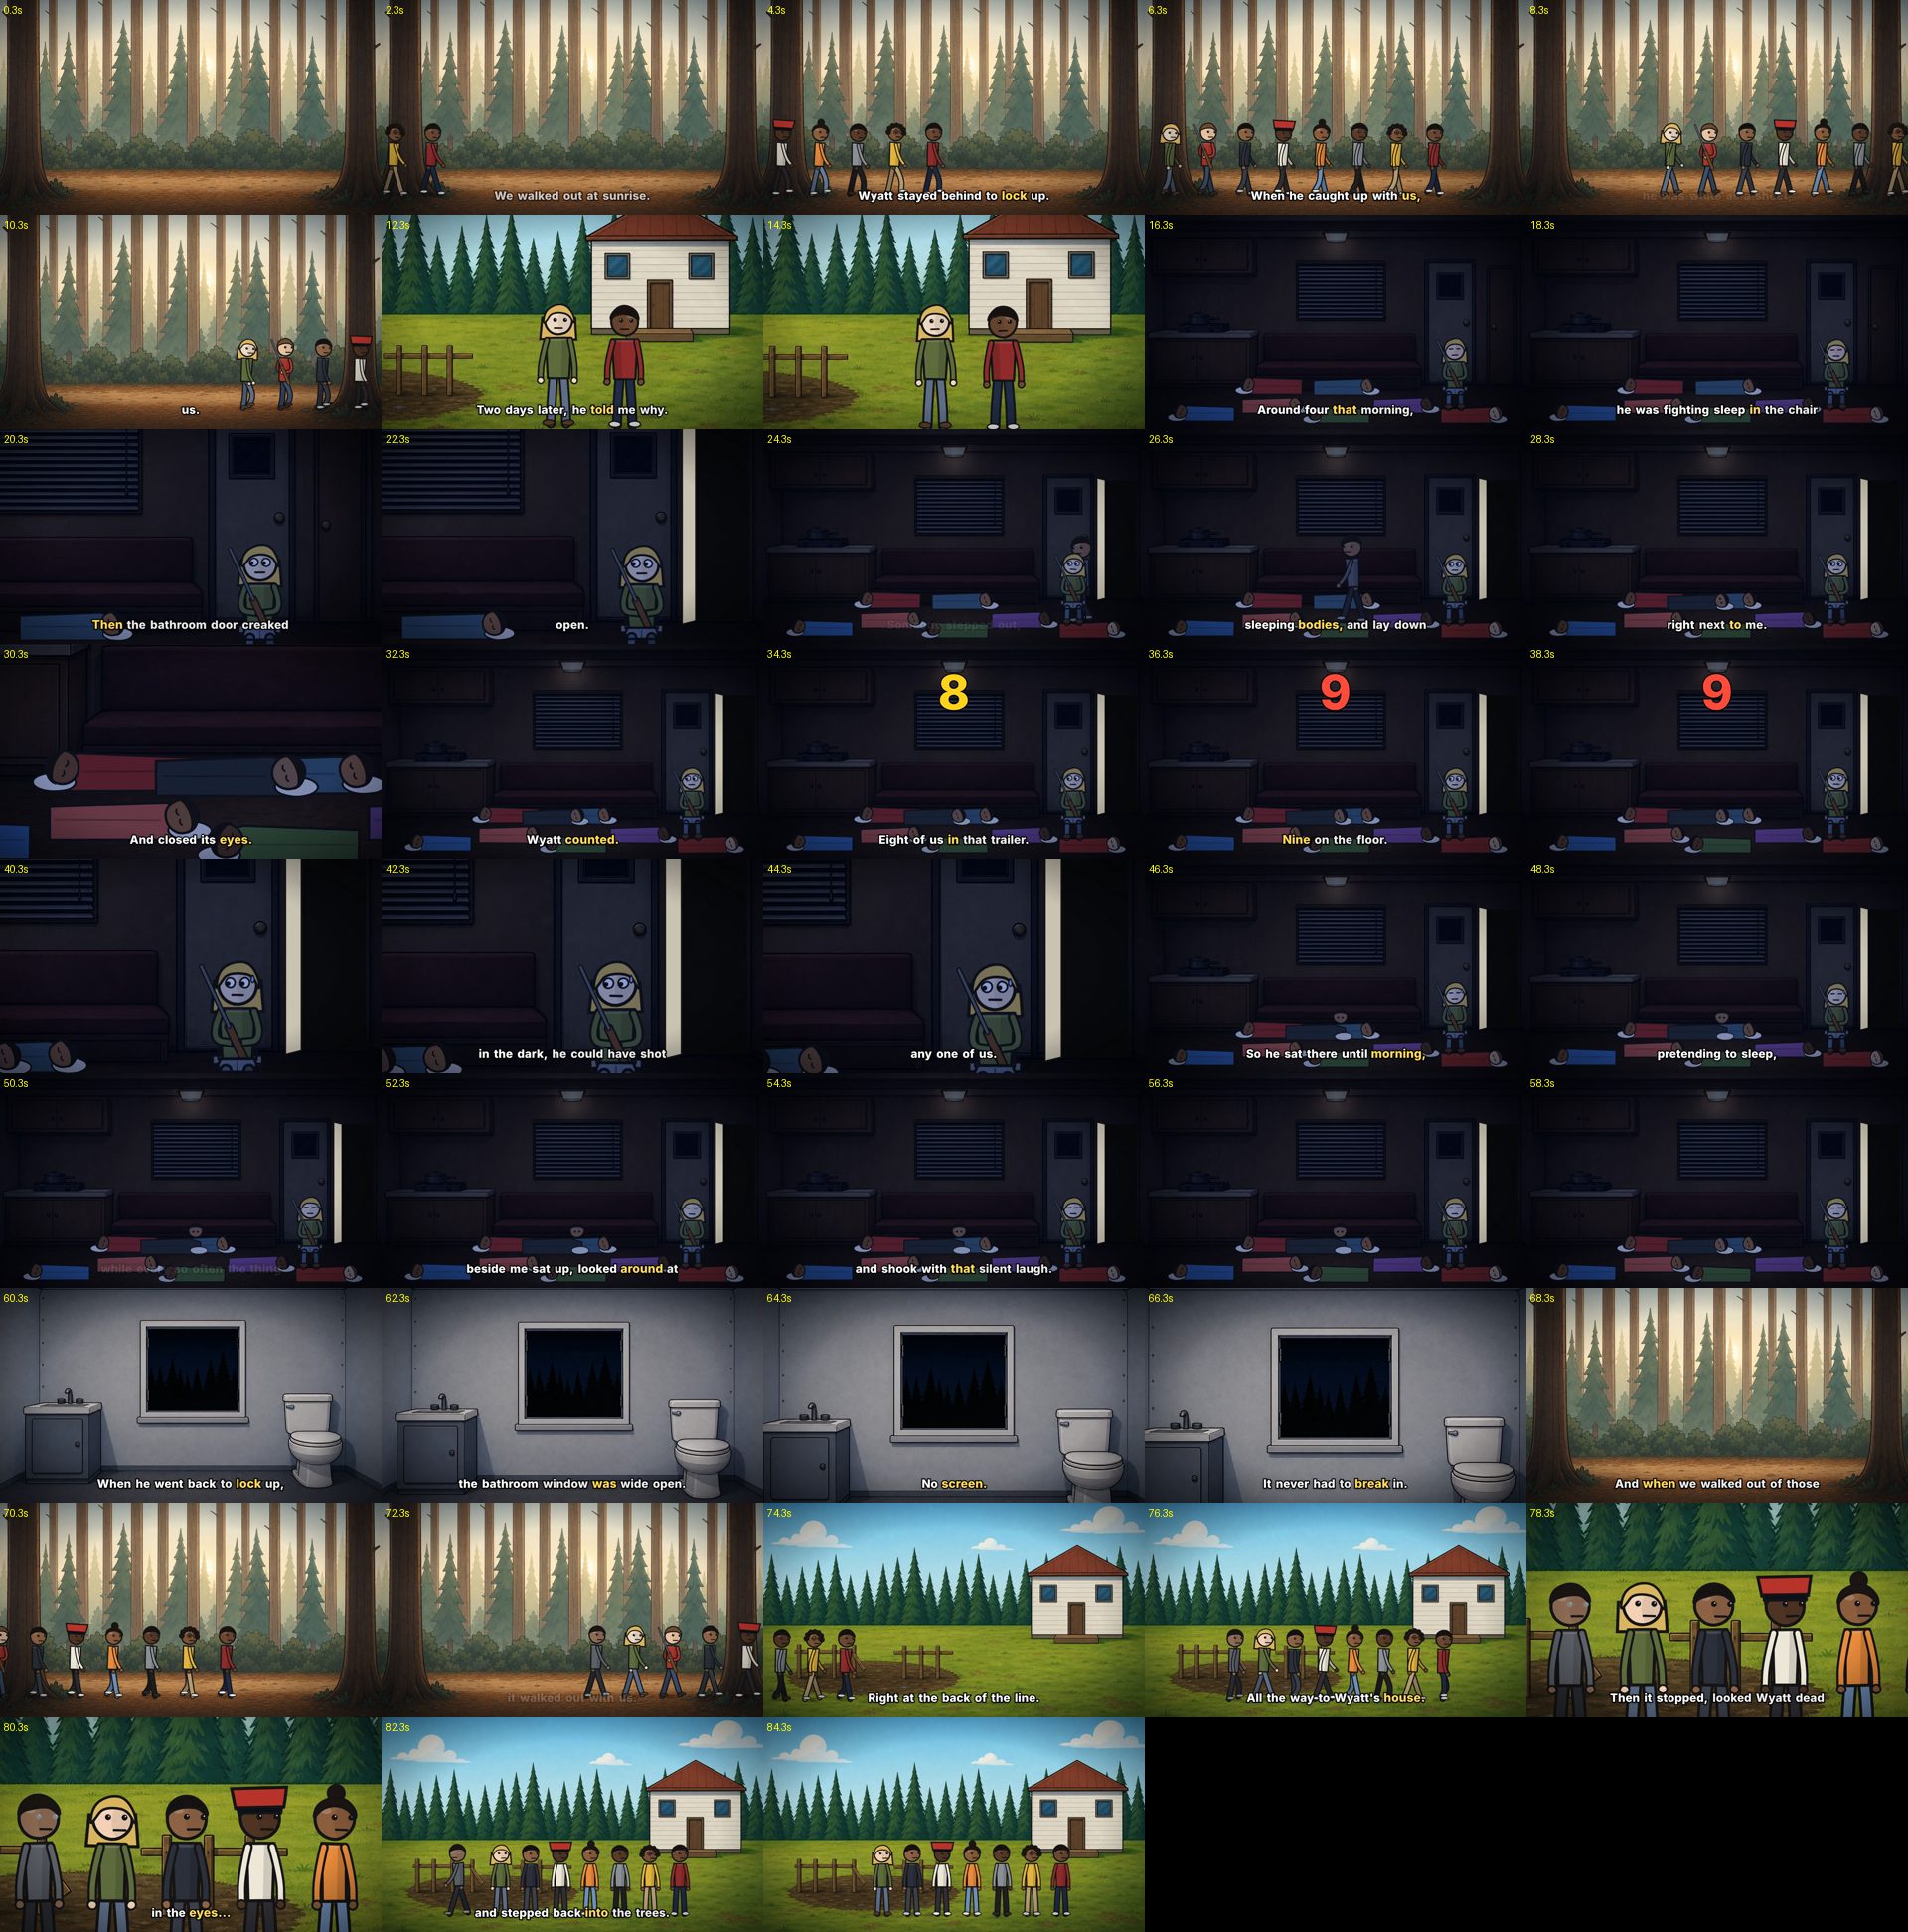 0.3s
2.3s
We walked out at sunrise.
4.3s
Wyatt stayed behind to lock up.
6.3s
When he caught up with us,
8.3s
he was white as a sheet.
10.3s
us.
12.3s
Two days later, he told me why.
14.3s
16.3s
Around four that morning,
18.3s
he was fighting sleep in the chair
20.3s
Then the bathroom door creaked
22.3s
open.
24.3s
26.3s
sleeping bodies, and lay down
28.3s
right next to me.
30.3s
And closed its eyes.
32.3s
Wyatt counted.
34.3s
8
Eight of us in that trailer.
36.3s
9
Nine on the floor.
38.3s
9
40.3s
42.3s
in the dark, he could have shot
44.3s
any one of us.
46.3s
So he sat there until morning,
48.3s
pretending to sleep,
50.3s
while every so often the thing
52.3s
beside me sat up, looked around at
54.3s
and shook with that silent laugh.
56.3s
58.3s
60.3s
When he went back to lock up,
62.3s
the bathroom window was wide open.
64.3s
No screen.
66.3s
It never had to break in.
68.3s
And when we walked out of those
70.3s
72.3s
it walked out with us.
74.3s
Right at the back of the line.
76.3s
All the way to Wyatt's house.
78.3s
Then it stopped, looked Wyatt dead
80.3s
in the eyes...
82.3s
and stepped back into the trees.
84.3s